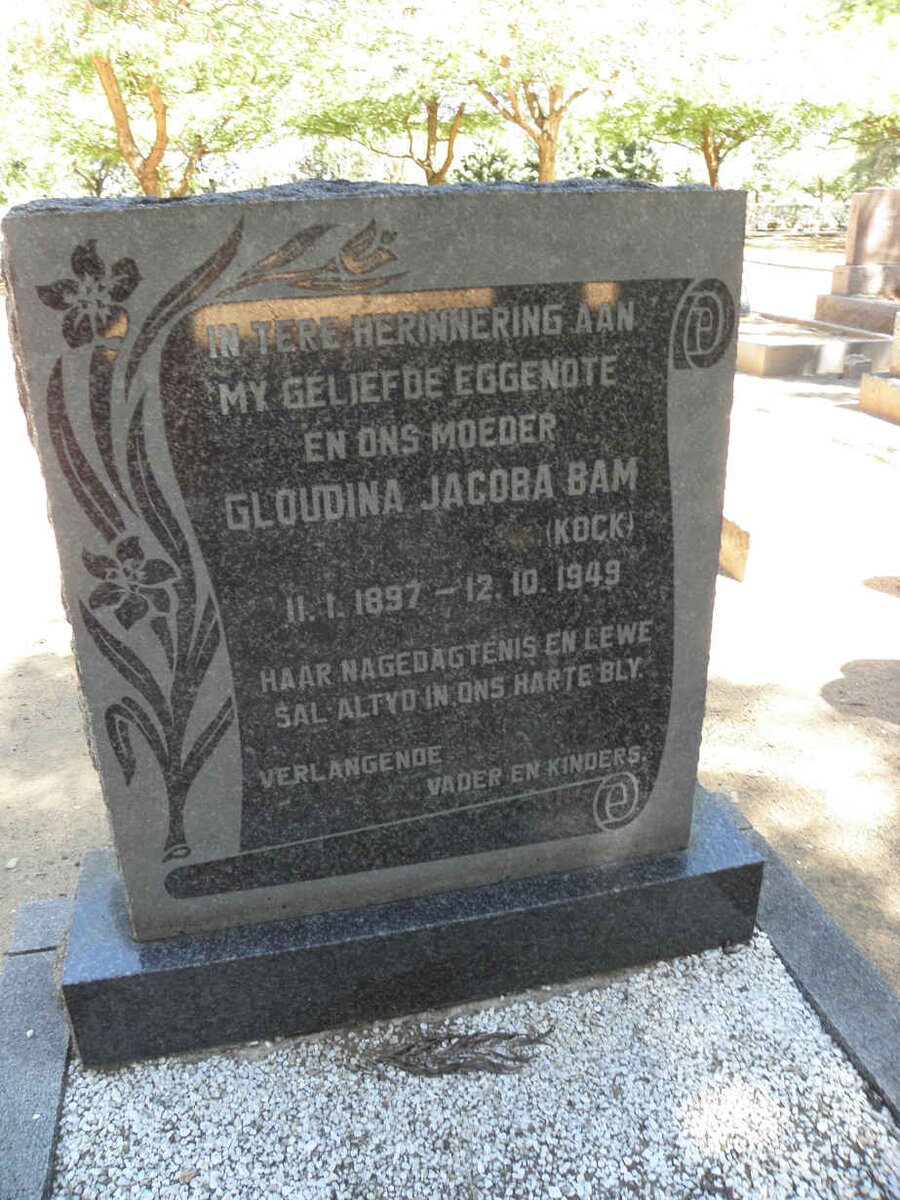 IN TERE HERINNERING AAN
MY GELIEFDE EGGENOTE
EN ONS MOEDER
GLOUDINA JACOBA BAM
(KOCK)
11. 1. 1897 – 12. 10. 1949
HAAR NAGEDAGTENIS EN LEWE
SAL ALTYD IN ONS HARTE BLY.
VERLANGENDE
VADER EN KINDERS.